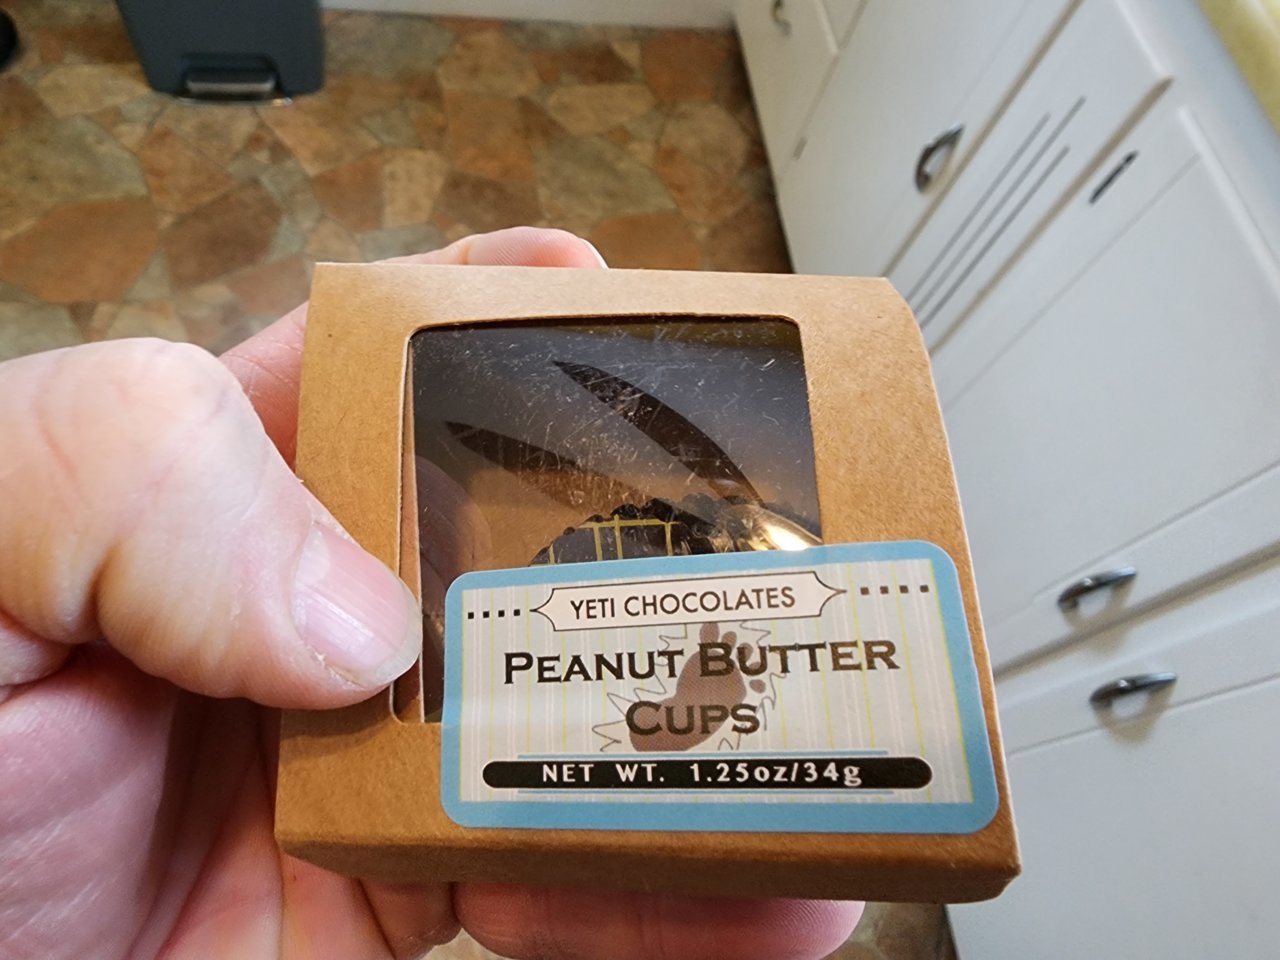 YETI CHOCOLATES
PEANUT BUTTER
CUPS
NET WT. 1.25oz/34g